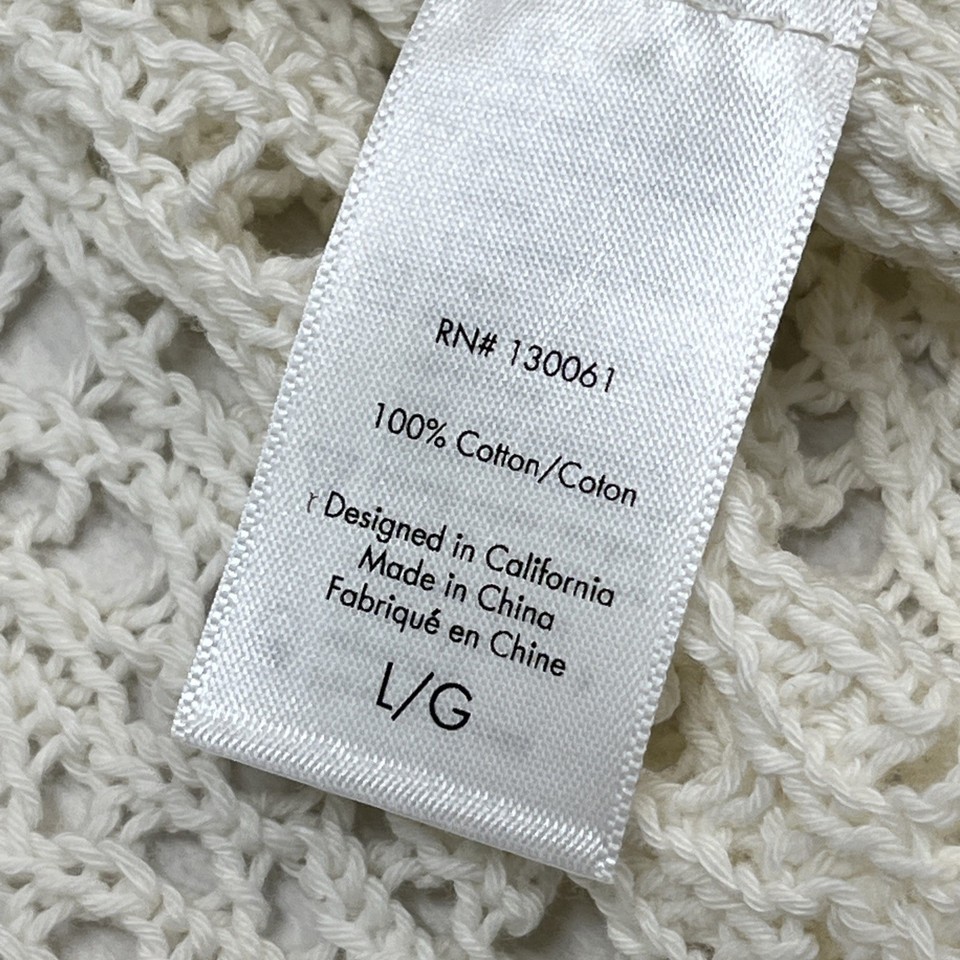 RN# 130061
100% Cotton/Coton
r Designed in California
Made in China
Fabriqué en Chine
L/G